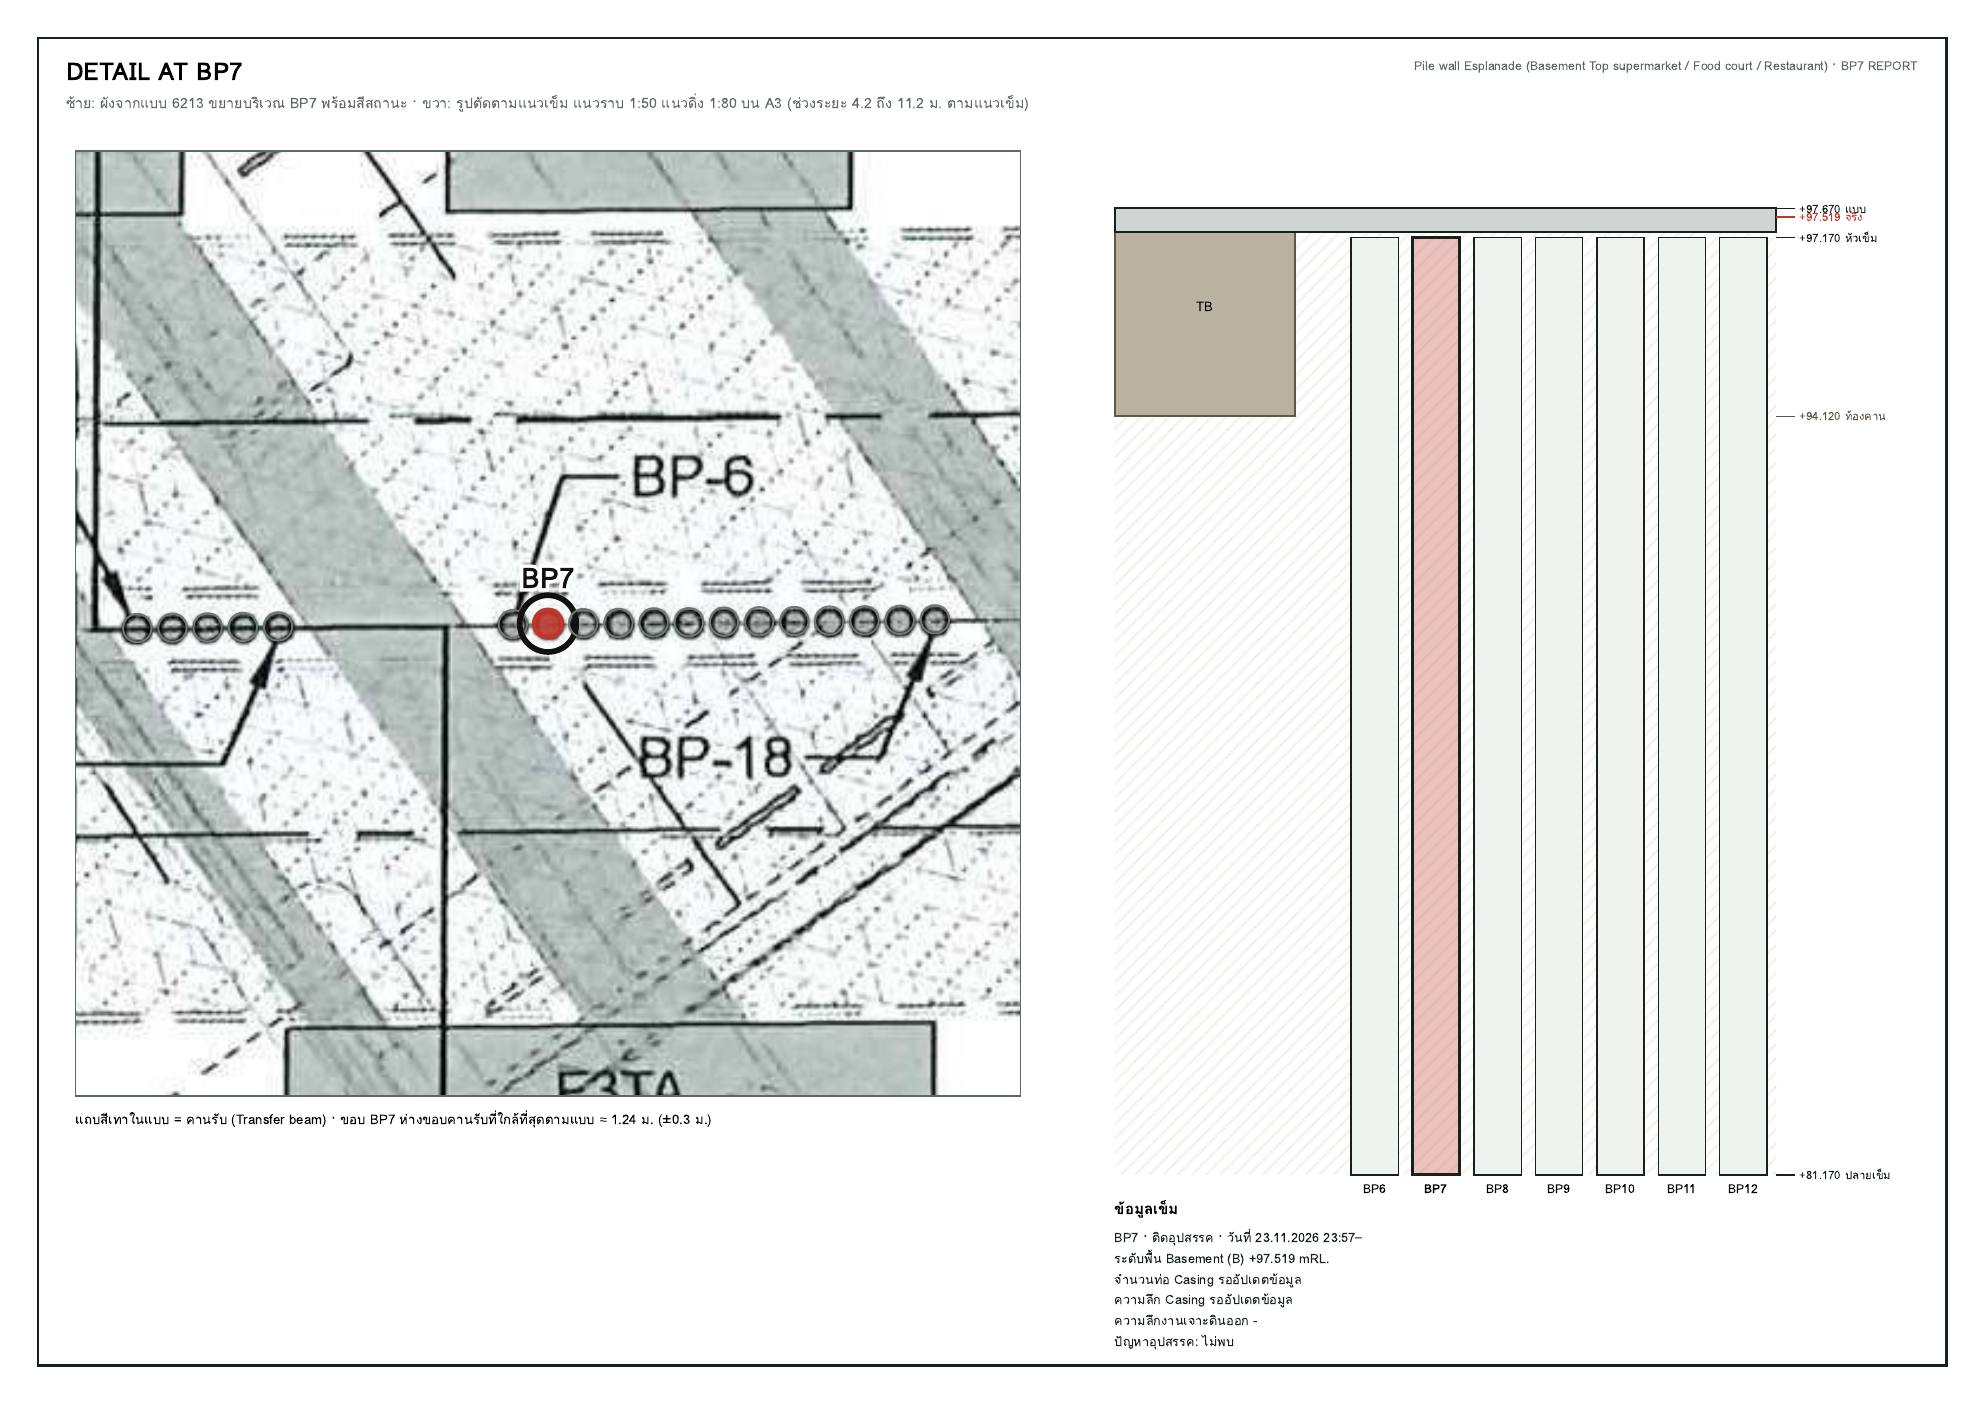 DETAIL AT BP7
Pile wall Esplanade (Basement Top supermarket / Food court / Restaurant) · BP7 REPORT
ซ้าย: ผังจากแบบ 6213 ขยายบริเวณ BP7 พร้อมสีสถานะ · ขวา: รูปตัดตามแนวเข็ม แนวราบ 1:50 แนวดิ่ง 1:80 บน A3 (ช่วงระยะ 4.2 ถึง 11.2 ม. ตามแนวเข็ม)
BP-6
BP7
BP-18
แถบสีเทาในแบบ = คานรับ (Transfer beam) · ขอบ BP7 ห่างขอบคานรับที่ใกล้ที่สุดตามแบบ ≈ 1.24 ม. (±0.3 ม.)
+97.670 แบบ
+97.519 จริง
+97.170 หัวเข็ม
TB
+94.120 ท้องคาน
+81.170 ปลายเข็ม
BP6 BP7 BP8 BP9 BP10 BP11 BP12
ข้อมูลเข็ม
BP7 · ติดอุปสรรค · วันที่ 23.11.2026 23:57–
ระดับพื้น Basement (B) +97.519 mRL.
จำนวนท่อ Casing รออัปเดตข้อมูล
ความลึก Casing รออัปเดตข้อมูล
ความลึกงานเจาะดินออก -
ปัญหาอุปสรรค: ไม่พบ